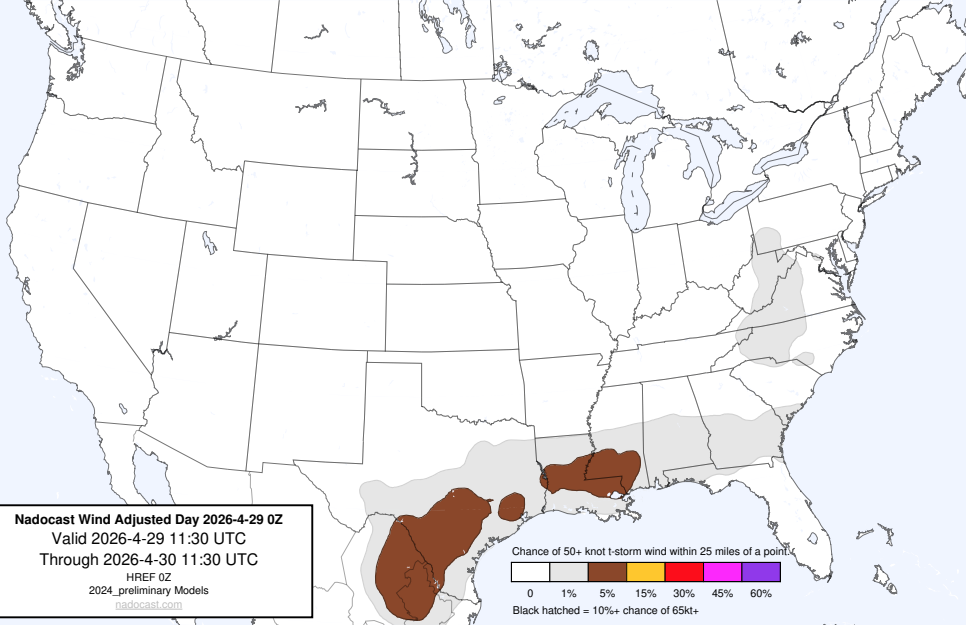 Nadocast Wind Adjusted Day 2026-4-29 0Z
Valid 2026-4-29 11:30 UTC
Through 2026-4-30 11:30 UTC
HREF 0Z
2024_preliminary Models
nadocast.com
Chance of 50+ knot t-storm wind within 25 miles of a point.
0 1% 5% 15% 30% 45% 60%
Black hatched = 10%+ chance of 65kt+